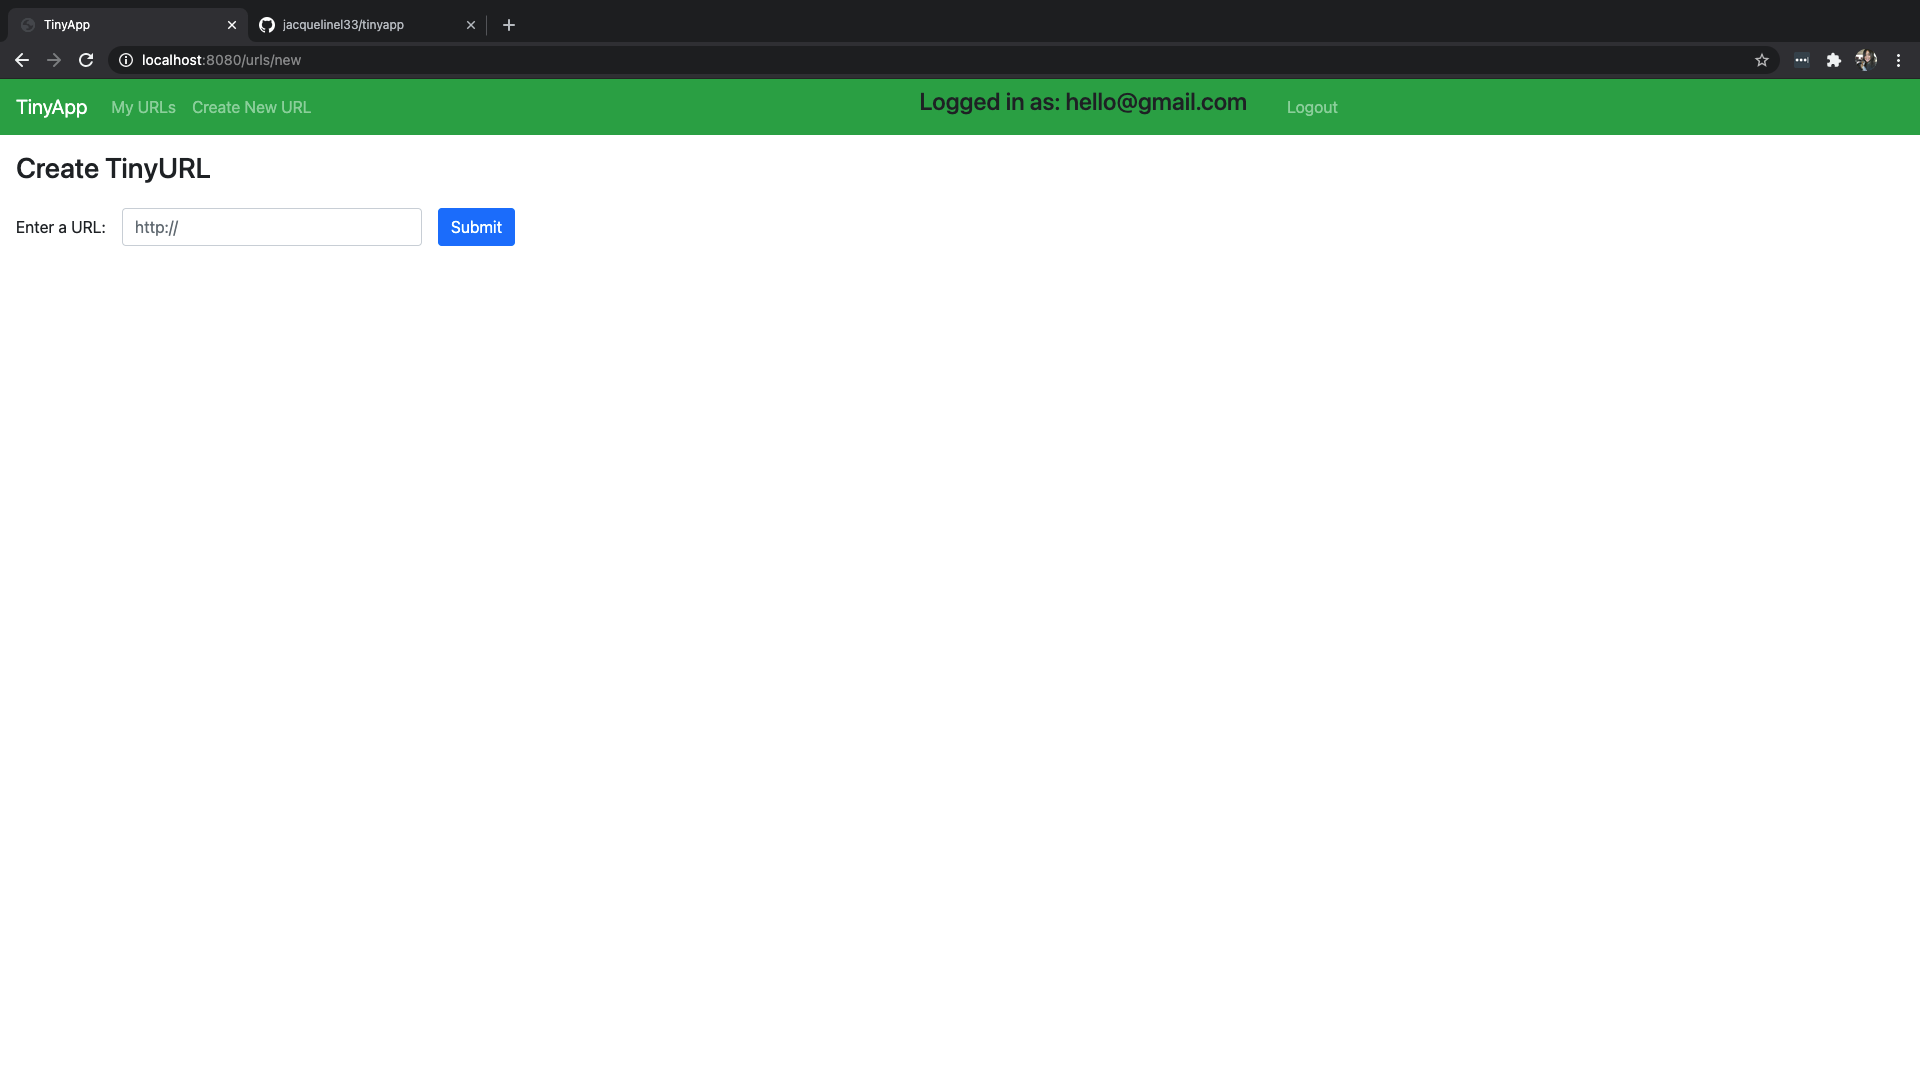 TinyApp
jacquelinel33/tinyapp
localhost:8080/urls/new
TinyApp My URLs Create New URL Logged in as: hello@gmail.com Logout
Create TinyURL
Enter a URL: http:// Submit